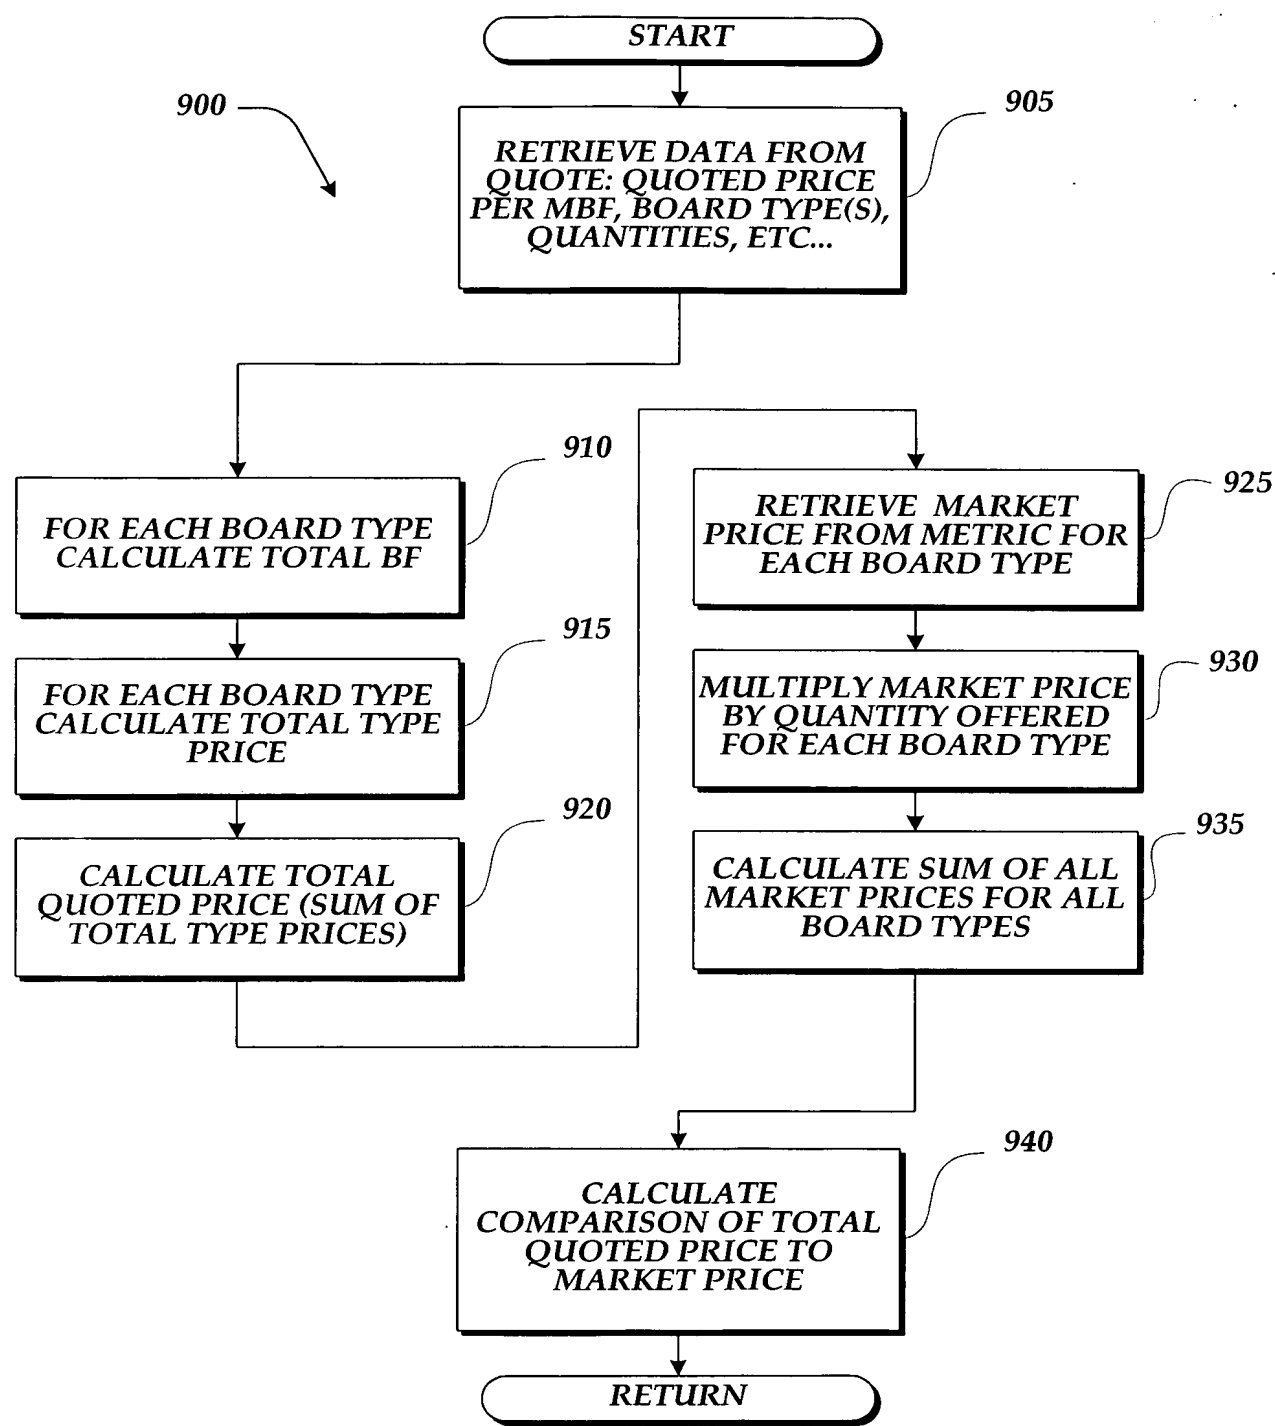 START
900
905
RETRIEVE DATA FROM
QUOTE: QUOTED PRICE
PER MBF, BOARD TYPE(S),
QUANTITIES, ETC...
910
FOR EACH BOARD TYPE
CALCULATE TOTAL BF
915
FOR EACH BOARD TYPE
CALCULATE TOTAL TYPE
PRICE
920
CALCULATE TOTAL
QUOTED PRICE (SUM OF
TOTAL TYPE PRICES)
925
RETRIEVE MARKET
PRICE FROM METRIC FOR
EACH BOARD TYPE
930
MULTIPLY MARKET PRICE
BY QUANTITY OFFERED
FOR EACH BOARD TYPE
935
CALCULATE SUM OF ALL
MARKET PRICES FOR ALL
BOARD TYPES
940
CALCULATE
COMPARISON OF TOTAL
QUOTED PRICE TO
MARKET PRICE
RETURN